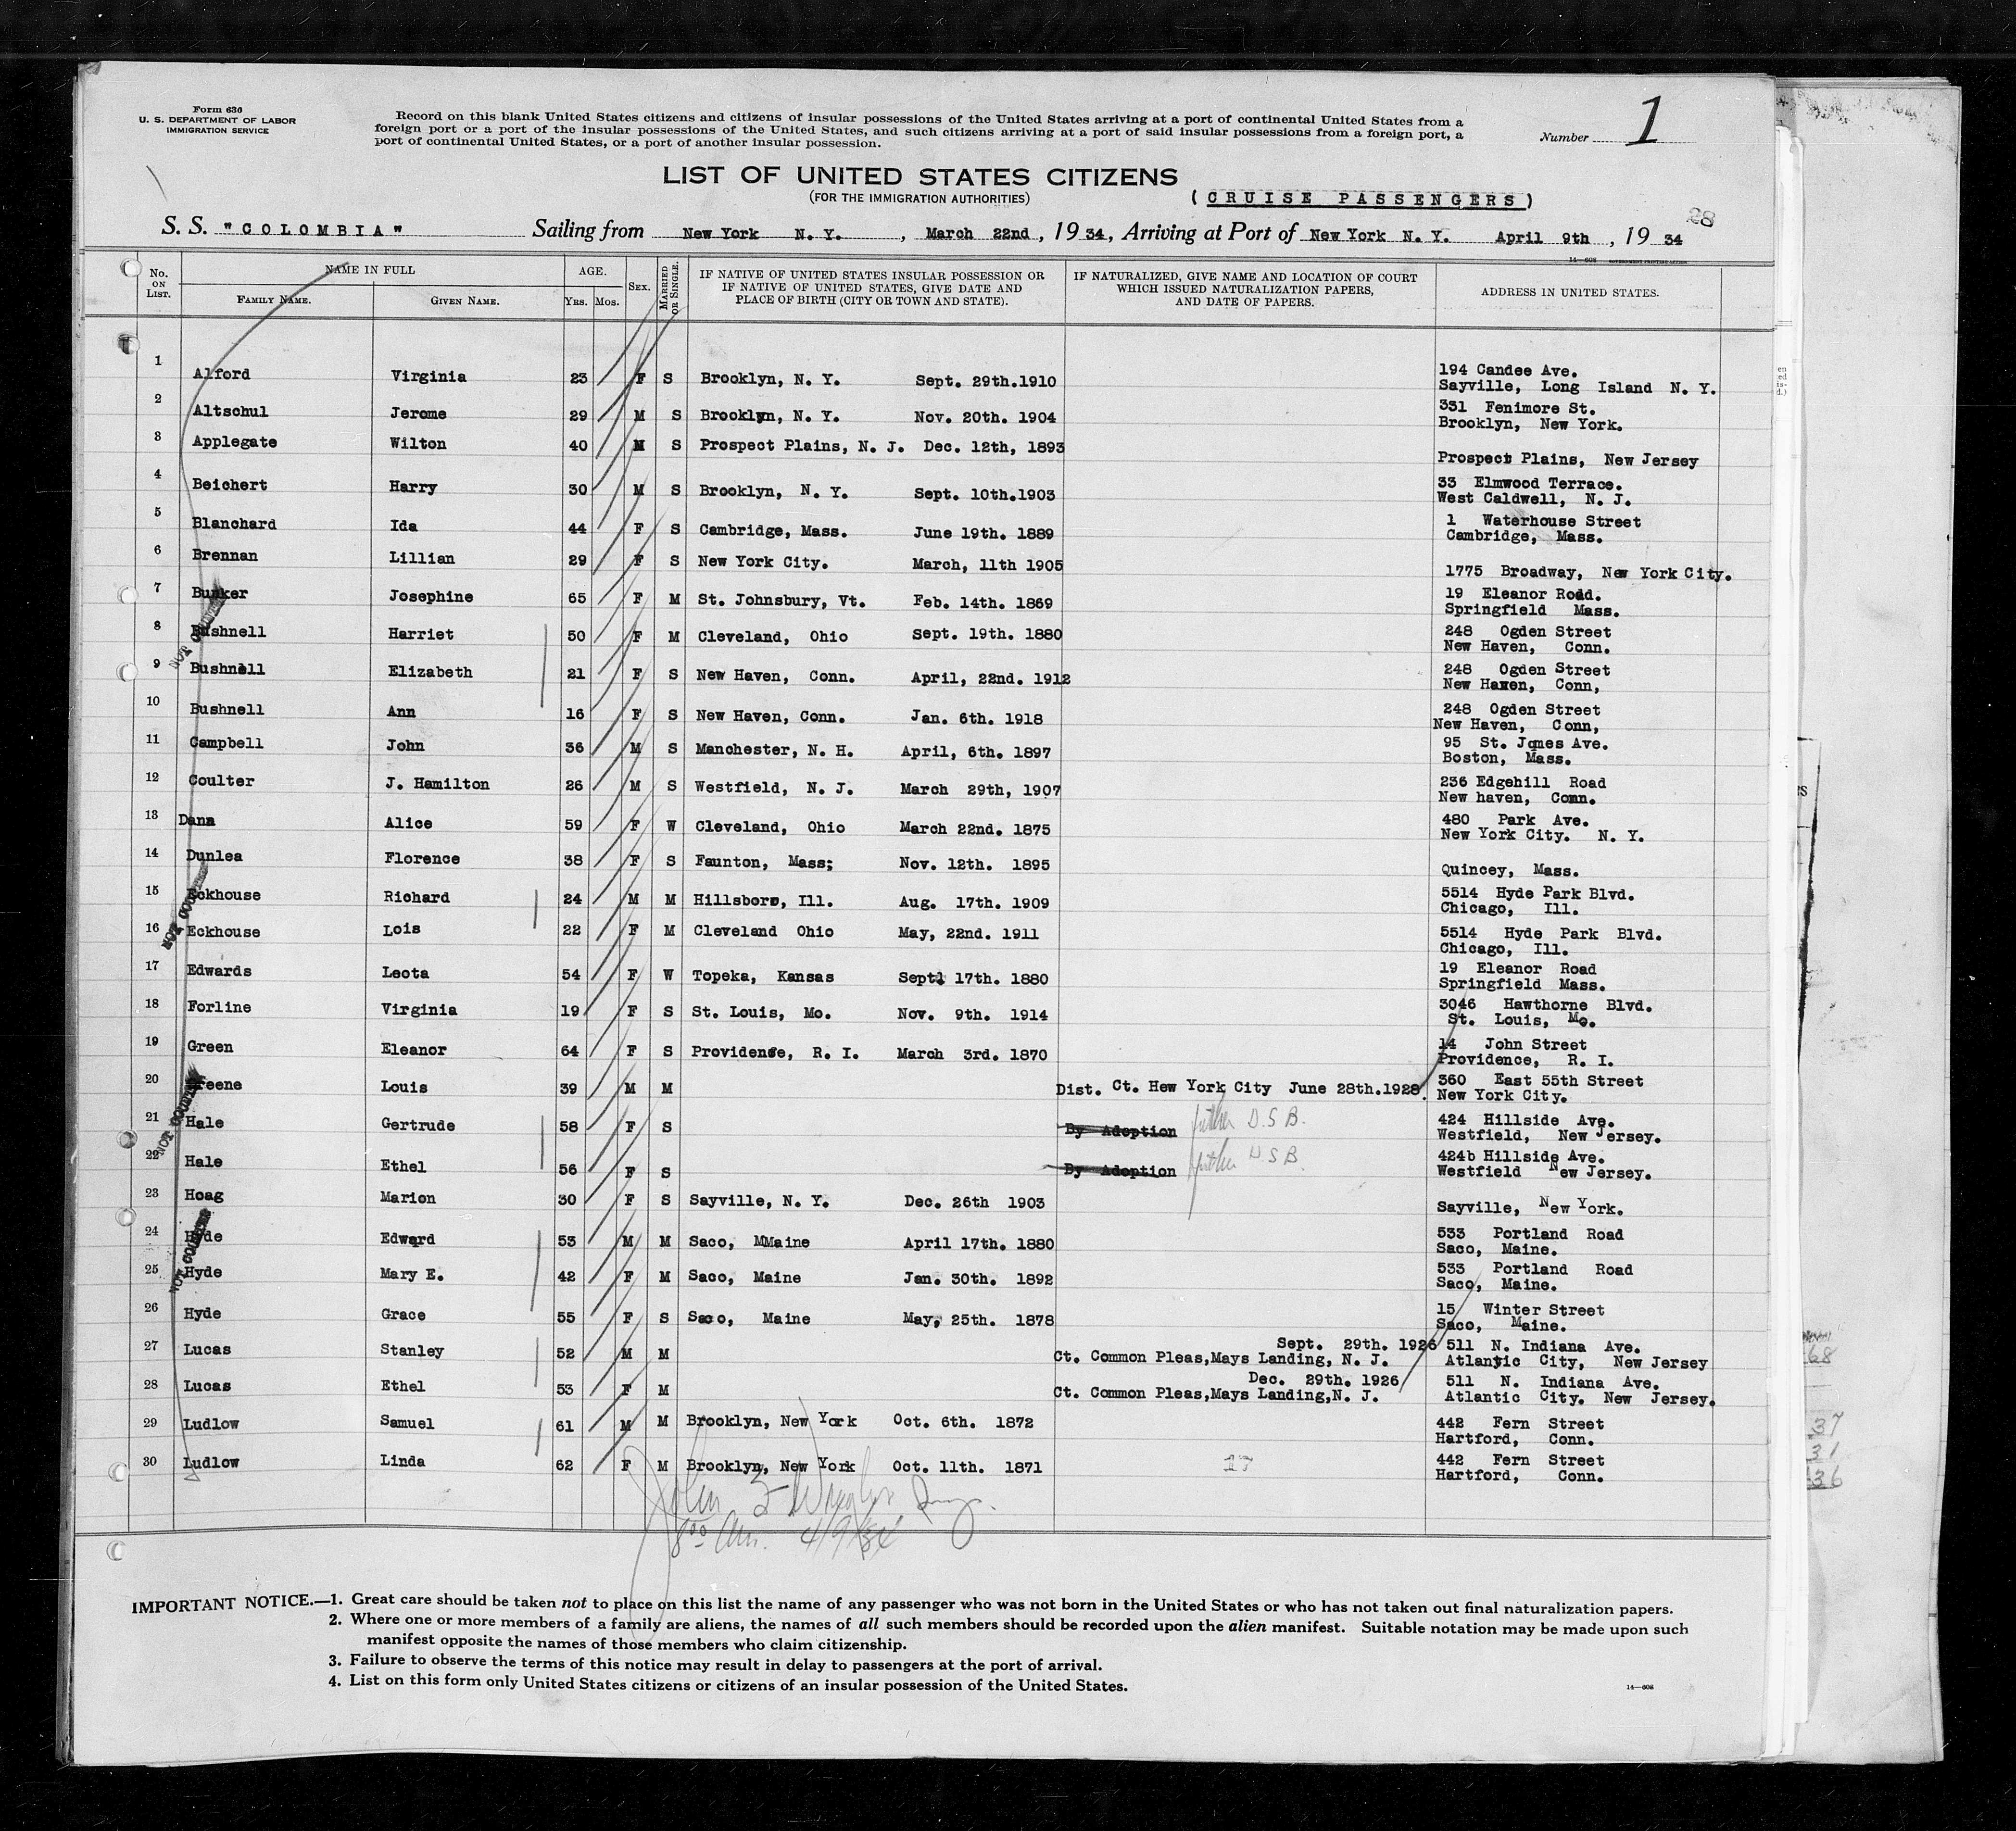 Form 636
U. S. DEPARTMENT OF LABOR
IMMIGRATION SERVICE
Record on this blank United States citizens and citizens of insular possessions of the United States arriving at a port of continental United States from a
foreign port or a port of the insular possessions of the United States, and such citizens arriving at a port of said insular possessions from a foreign port, a
port of continental United States, or a port of another insular possession.
Number 1
LIST OF UNITED STATES CITIZENS
(FOR THE IMMIGRATION AUTHORITIES)
(CRUISE PASSENGERS)
28
S. S. "COLOMBIA" Sailing from New York N. Y. , March 22nd , 19 34, Arriving at Port of New York N. Y. April 9th , 19 34
14—608
No. ON LIST.
NAME IN FULL
FAMILY NAME.
GIVEN NAME.
AGE.
YRS. MOS.
SEX.
MARRIED OR SINGLE.
IF NATIVE OF UNITED STATES INSULAR POSSESSION OR
IF NATIVE OF UNITED STATES, GIVE DATE AND
PLACE OF BIRTH (CITY OR TOWN AND STATE).
IF NATURALIZED, GIVE NAME AND LOCATION OF COURT
WHICH ISSUED NATURALIZATION PAPERS,
AND DATE OF PAPERS.
ADDRESS IN UNITED STATES.
1 Alford Virginia 23 F S Brooklyn, N. Y. Sept. 29th.1910 194 Candee Ave.
Sayville, Long Island N. Y.
2 Altschul Jerome 29 M S Brooklyn, N. Y. Nov. 20th. 1904 331 Fenimore St.
Brooklyn, New York.
3 Applegate Wilton 40 M S Prospect Plains, N. J. Dec. 12th, 1893
Prospect Plains, New Jersey
4 Beichert Harry 30 M S Brooklyn, N. Y. Sept. 10th.1903 33 Elmwood Terrace.
West Caldwell, N. J.
5 Blanchard Ida 44 F S Cambridge, Mass. June 19th. 1889 1 Waterhouse Street
Cambridge, Mass.
6 Brennan Lillian 29 F S New York City. March, 11th 1905
1775 Broadway, New York City.
7 Bunker Josephine 65 F M St. Johnsbury, Vt. Feb. 14th. 1869 19 Eleanor Rodd.
Springfield Mass.
8 Bushnell Harriet 50 F M Cleveland, Ohio Sept. 19th. 1880 248 Ogden Street
New Haven, Conn.
9 Bushnell Elizabeth 21 F S New Haven, Conn. April, 22nd. 1912 248 Ogden Street
New Haxen, Conn,
10 Bushnell Ann 16 F S New Haven, Conn. Jan. 6th. 1918 248 Ogden Street
New Haven, Conn,
11 Campbell John 36 M S Manchester, N. H. April, 6th. 1897 95 St. James Ave.
Boston, Mass.
12 Coulter J. Hamilton 26 M S Westfield, N. J. March 29th, 1907 236 Edgehill Road
New haven, Conn.
13 Dana Alice 59 F W Cleveland, Ohio March 22nd. 1875 480 Park Ave.
New York City. N. Y.
14 Dunlea Florence 38 F S Faunton, Mass; Nov. 12th. 1895
Quincey, Mass.
15 Eckhouse Richard 24 M M Hillsboro, Ill. Aug. 17th. 1909 5514 Hyde Park Blvd.
Chicago, Ill.
16 Eckhouse Lois 22 F M Cleveland Ohio May, 22nd. 1911 5514 Hyde Park Blvd.
Chicago, Ill.
17 Edwards Leota 54 F W Topeka, Kansas Sept. 17th. 1880 19 Eleanor Road
Springfield Mass.
18 Forline Virginia 19 F S St. Louis, Mo. Nov. 9th. 1914 3046 Hawthorne Blvd.
St. Louis, Mo.
19 Green Eleanor 64 F S Providence, R. I. March 3rd. 1870 14 John Street
Providence, R. I.
20 Greene Louis 39 M M Dist. Ct. Hew York City June 28th.1928. 360 East 55th Street
New York City.
21 Hale Gertrude 58 F S By Adoption father D.S.B. 424 Hillside Ave.
Westfield, New Jersey.
22 Hale Ethel 56 F S By Adoption father D S B. 424b Hillside Ave.
Westfield New Jersey.
23 Hoag Marion 30 F S Sayville, N. Y. Dec. 26th 1903
Sayville, New York.
24 Hyde Edward 53 M M Saco, MMaine April 17th. 1880 533 Portland Road
Saco, Maine.
25 Hyde Mary E. 42 F M Saco, Maine Jan. 30th. 1892 533 Portland Road
Saco, Maine.
26 Hyde Grace 55 F S Saco, Maine May, 25th. 1878 15 Winter Street
Saco, Maine.
27 Lucas Stanley 52 M M Sept. 29th. 1926 511 N. Indiana Ave.
Ct. Common Pleas,Mays Landing, N. J. Atlantic City, New Jersey
28 Lucas Ethel 53 F M Dec. 29th. 1926 511 N. Indiana Ave.
Ct. Common Pleas,Mays Landing,N. J. Atlantic City. New Jersey.
29 Ludlow Samuel 61 M M Brooklyn, New York Oct. 6th. 1872 442 Fern Street
Hartford, Conn.
30 Ludlow Linda 62 F M Brooklyn, New York Oct. 11th. 1871 17 442 Fern Street
Hartford, Conn.
NOT COUNTED
NOT COUNTED
NOT COUNTED
NOT COUNTED
John
8 00 Am. 4/9/34
IMPORTANT NOTICE.—1. Great care should be taken not to place on this list the name of any passenger who was not born in the United States or who has not taken out final naturalization papers.
2. Where one or more members of a family are aliens, the names of all such members should be recorded upon the alien manifest. Suitable notation may be made upon such
manifest opposite the names of those members who claim citizenship.
3. Failure to observe the terms of this notice may result in delay to passengers at the port of arrival.
4. List on this form only United States citizens or citizens of an insular possession of the United States.
14—608
68
37
31
36